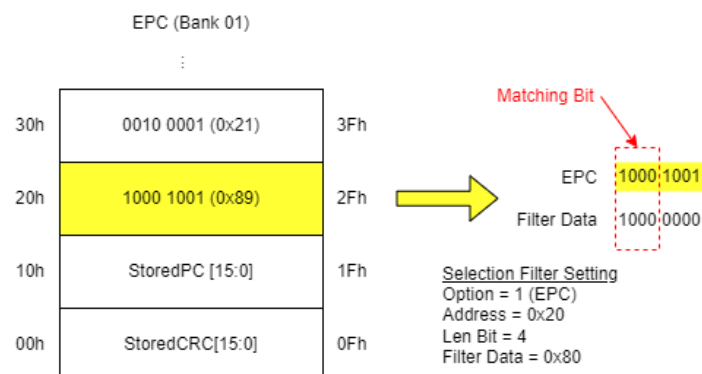 EPC (Bank 01)
⋮
30h 0010 0001 (0x21) 3Fh
20h 1000 1001 (0x89) 2Fh
10h StoredPC [15:0] 1Fh
00h StoredCRC[15:0] 0Fh
Matching Bit
EPC 1000 1001
Filter Data 1000 0000
Selection Filter Setting
Option = 1 (EPC)
Address = 0x20
Len Bit = 4
Filter Data = 0x80